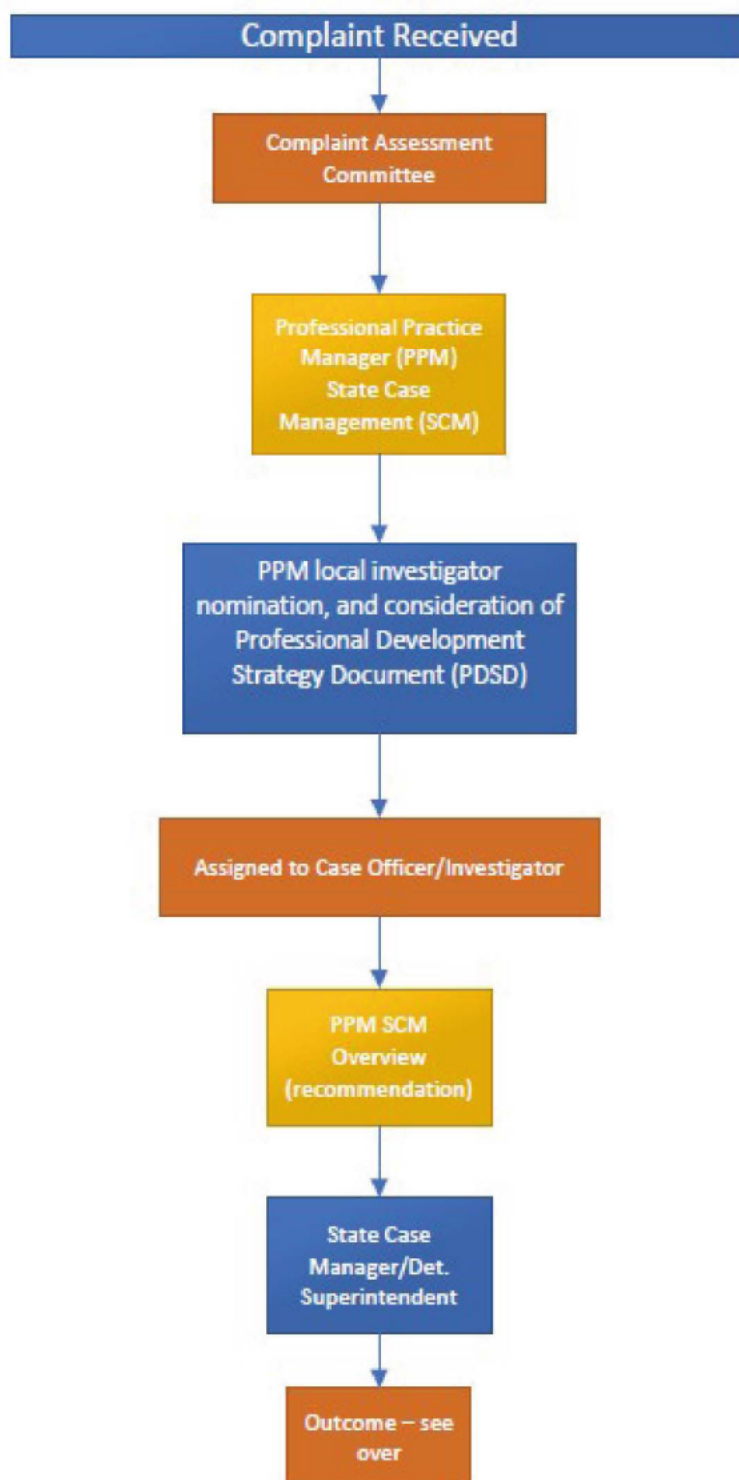 Complaint Received
Complaint Assessment
Committee
Professional Practice
Manager (PPM)
State Case
Management (SCM)
PPM local investigator
nomination, and consideration of
Professional Development
Strategy Document (PDSD)
Assigned to Case Officer/Investigator
PPM SCM
Overview
(recommendation)
State Case
Manager/Det.
Superintendent
Outcome – see
over